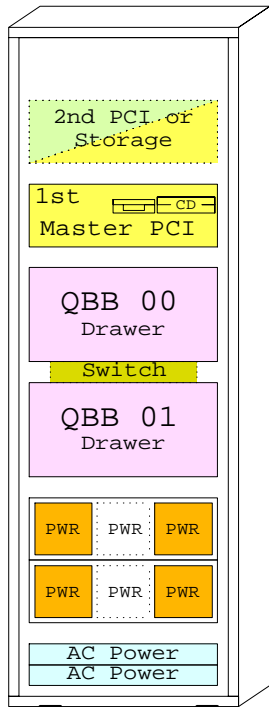 2nd PCI or
Storage
1st
CD
Master PCI
QBB 00
Drawer
Switch
QBB 01
Drawer
PWR PWR PWR
PWR PWR PWR
AC Power
AC Power